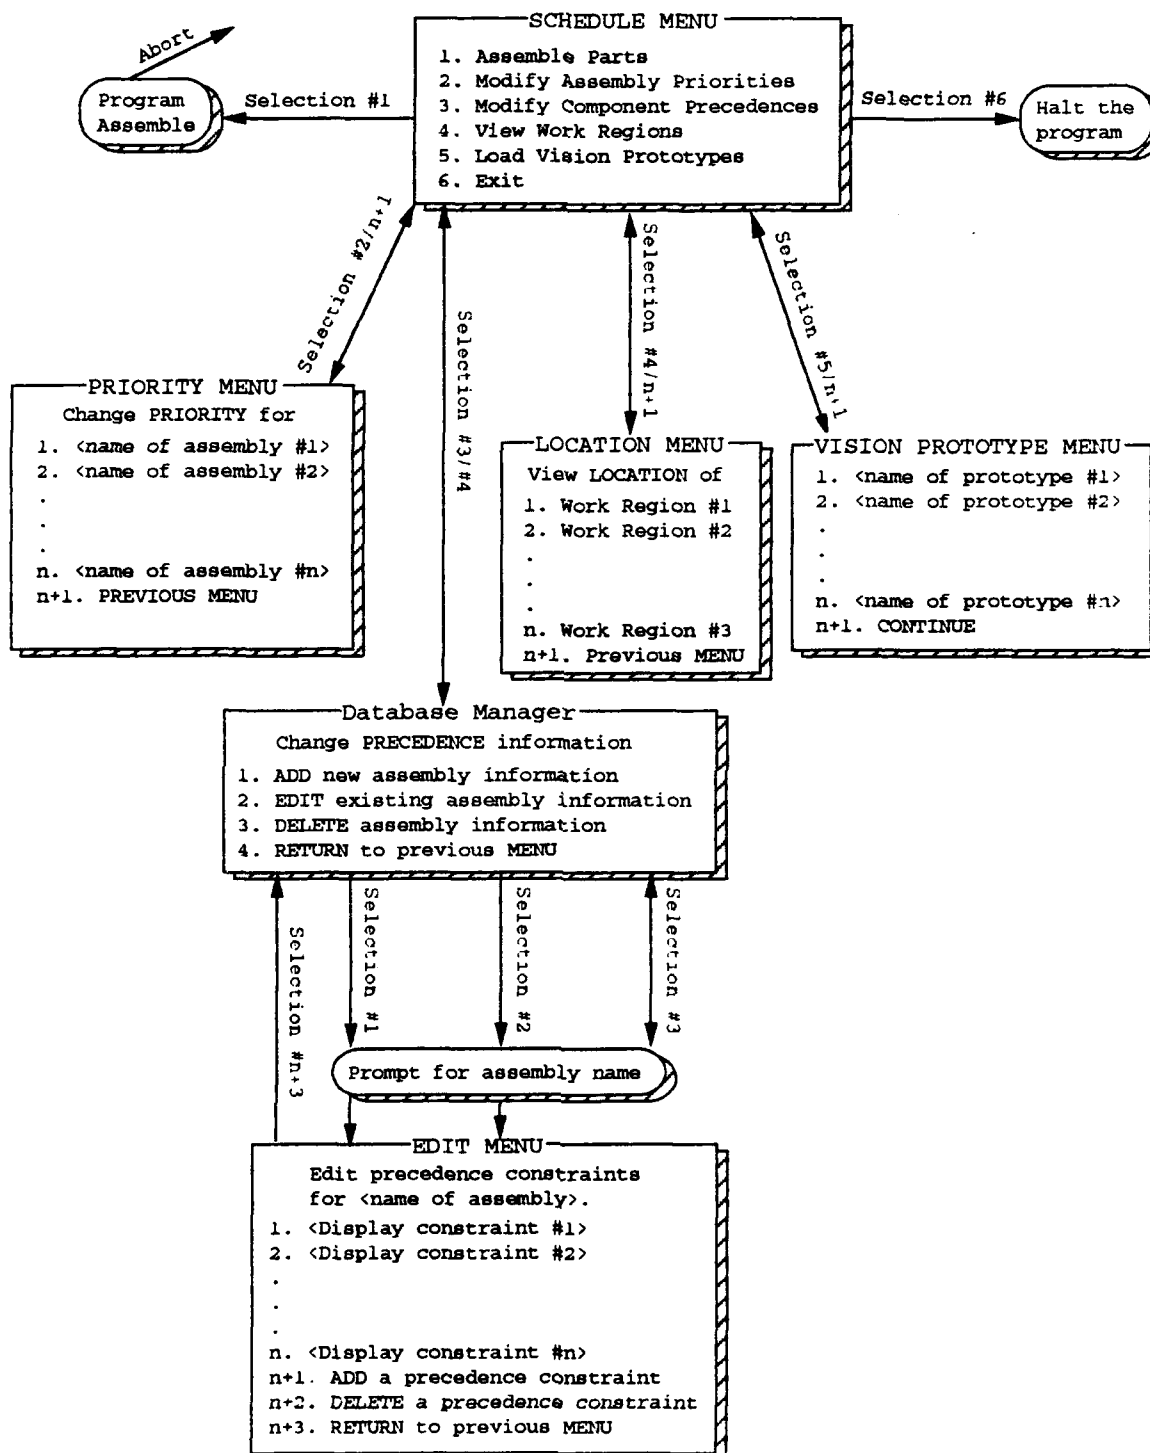 SCHEDULE MENU
1. Assemble Parts
2. Modify Assembly Priorities
3. Modify Component Precedences
4. View Work Regions
5. Load Vision Prototypes
6. Exit
Abort
Program
Assemble
Selection #1
Selection #6
Halt the
program
Selection #2/n+1
Selection #3/#4
Selection #4/n+1
Selection #5/n+1
PRIORITY MENU
Change PRIORITY for
1. <name of assembly #1>
2. <name of assembly #2>
.
.
.
n. <name of assembly #n>
n+1. PREVIOUS MENU
LOCATION MENU
View LOCATION of
1. Work Region #1
2. Work Region #2
.
.
.
n. Work Region #3
n+1. Previous MENU
VISION PROTOTYPE MENU
1. <name of prototype #1>
2. <name of prototype #2>
.
.
.
n. <name of prototype #n>
n+1. CONTINUE
Database Manager
Change PRECEDENCE information
1. ADD new assembly information
2. EDIT existing assembly information
3. DELETE assembly information
4. RETURN to previous MENU
Selection #n+3
Selection #1
Selection #2
Selection #3
Prompt for assembly name
EDIT MENU
Edit precedence constraints
for <name of assembly>.
1. <Display constraint #1>
2. <Display constraint #2>
.
.
.
n. <Display constraint #n>
n+1. ADD a precedence constraint
n+2. DELETE a precedence constraint
n+3. RETURN to previous MENU